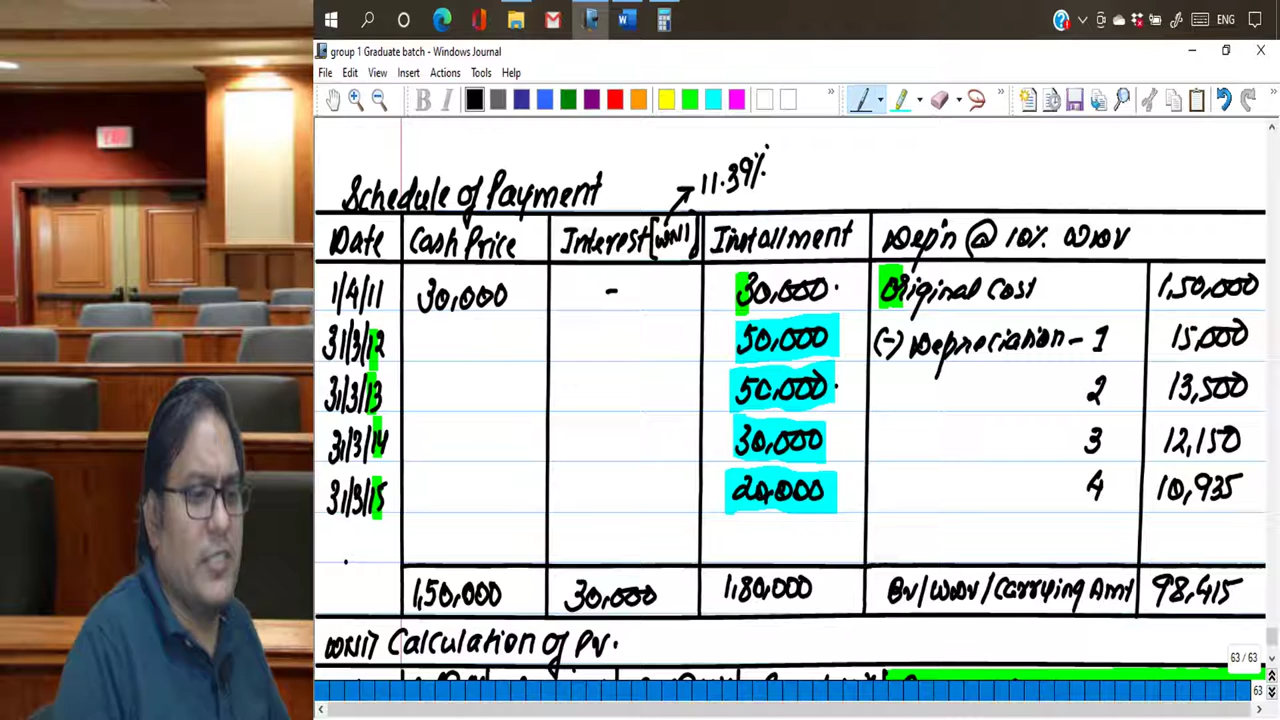 ENG
group 1 Graduate batch - Windows Journal
File Edit View Insert Actions Tools Help
B I
11.39%
Schedule of Payment
Date Cash Price Interest [WN1] Installment Dep'n @ 10% WDV
1/4/11 30,000 - 30,000 Original Cost 1,50,000
31/3/12 50,000 (-) Depreciation - 1 15,000
31/3/13 50,000 2 13,500
31/3/14 30,000 3 12,150
31/3/15 20,000 4 10,935
1,50,000 30,000 1,80,000 BV/WDV/Carrying Amt 98,415
WN1) Calculation of PV.
63 / 63
63